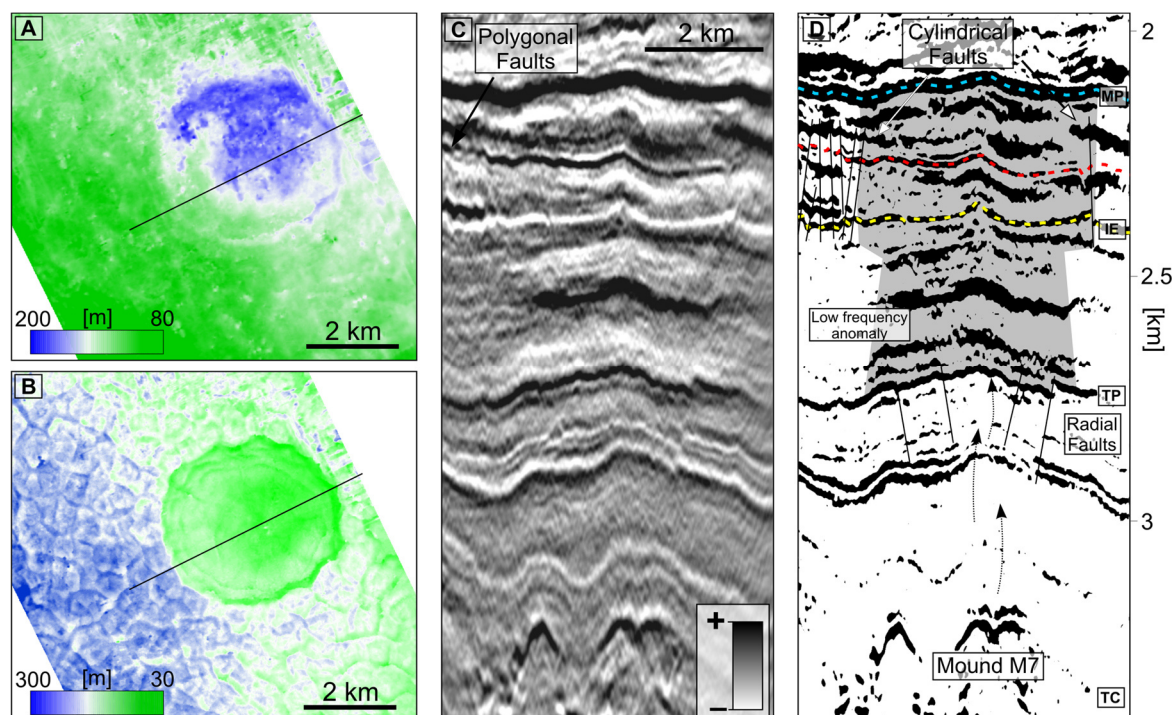 A
200 [m] 80
2 km
B
300 [m] 30
2 km
C
Polygonal
Faults
2 km
+
−
D
Cylindrical
Faults
MP
IE
Low frequency
anomaly
TP
Radial
Faults
Mound M7
TC
2
2.5
[km]
3